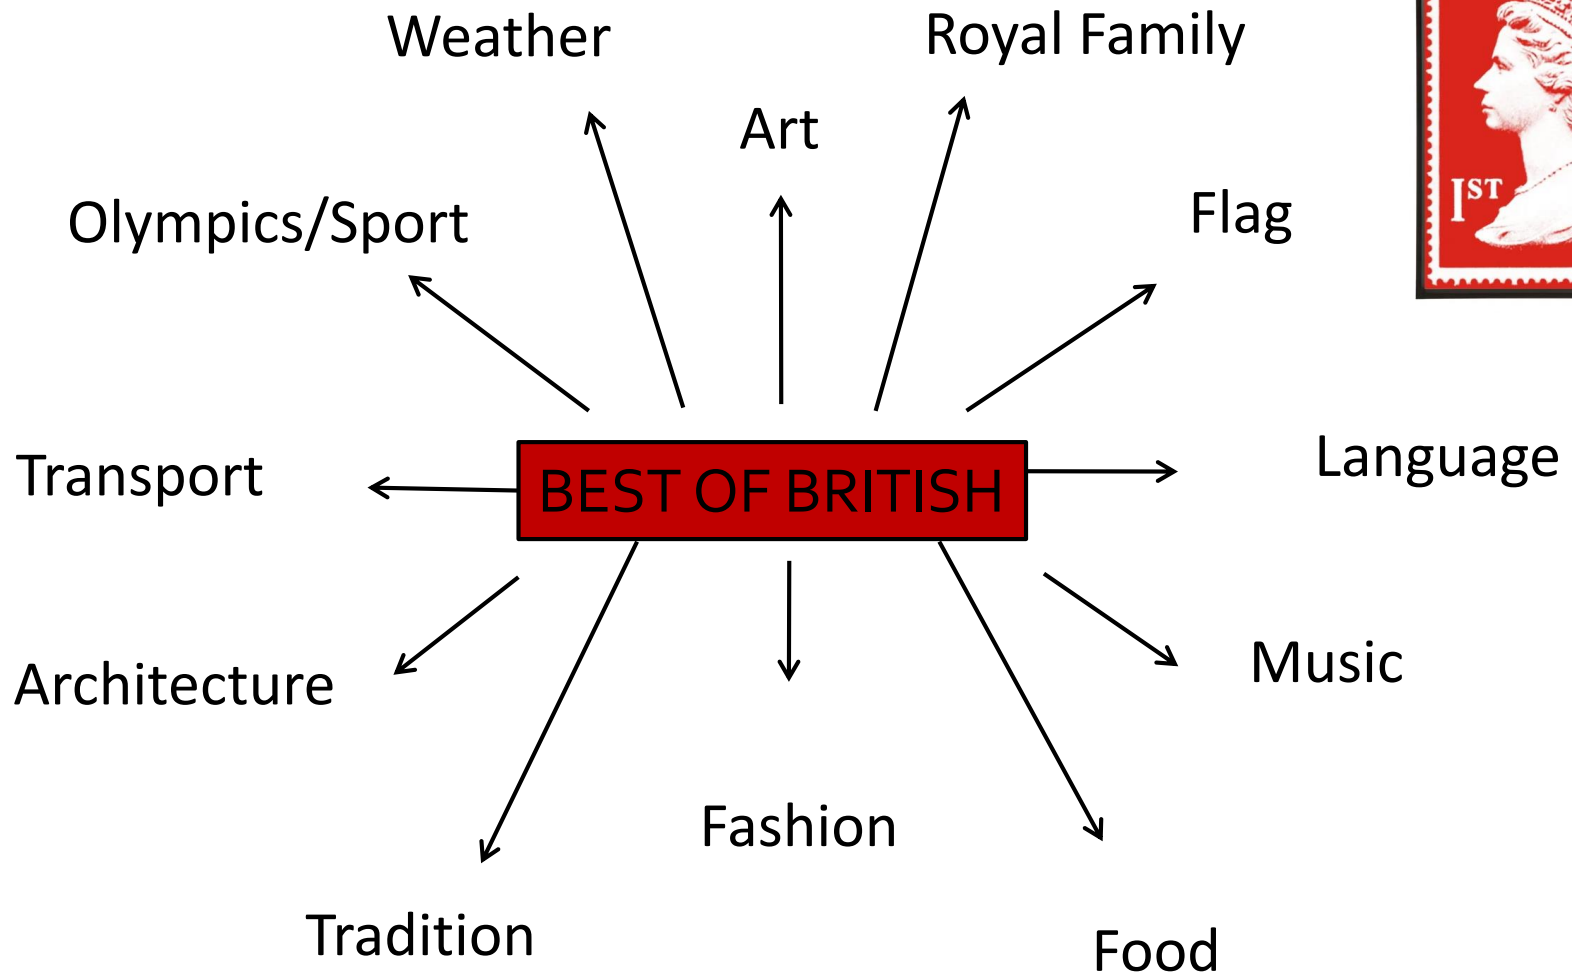 Weather
Royal Family
Art
Olympics/Sport
Flag
1ST
Transport
BEST OF BRITISH
Language
Architecture
Music
Fashion
Tradition
Food